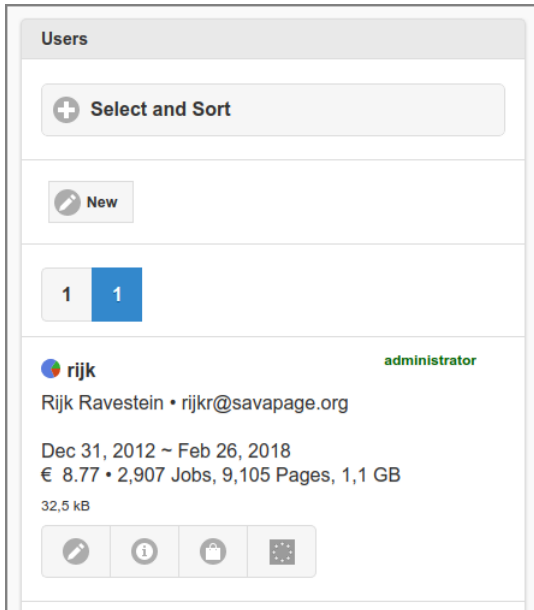 Users
Select and Sort
New
1 1
rijk administrator
Rijk Ravestein • rijkr@savapage.org
Dec 31, 2012 ~ Feb 26, 2018
€ 8.77 • 2,907 Jobs, 9,105 Pages, 1,1 GB
32,5 kB